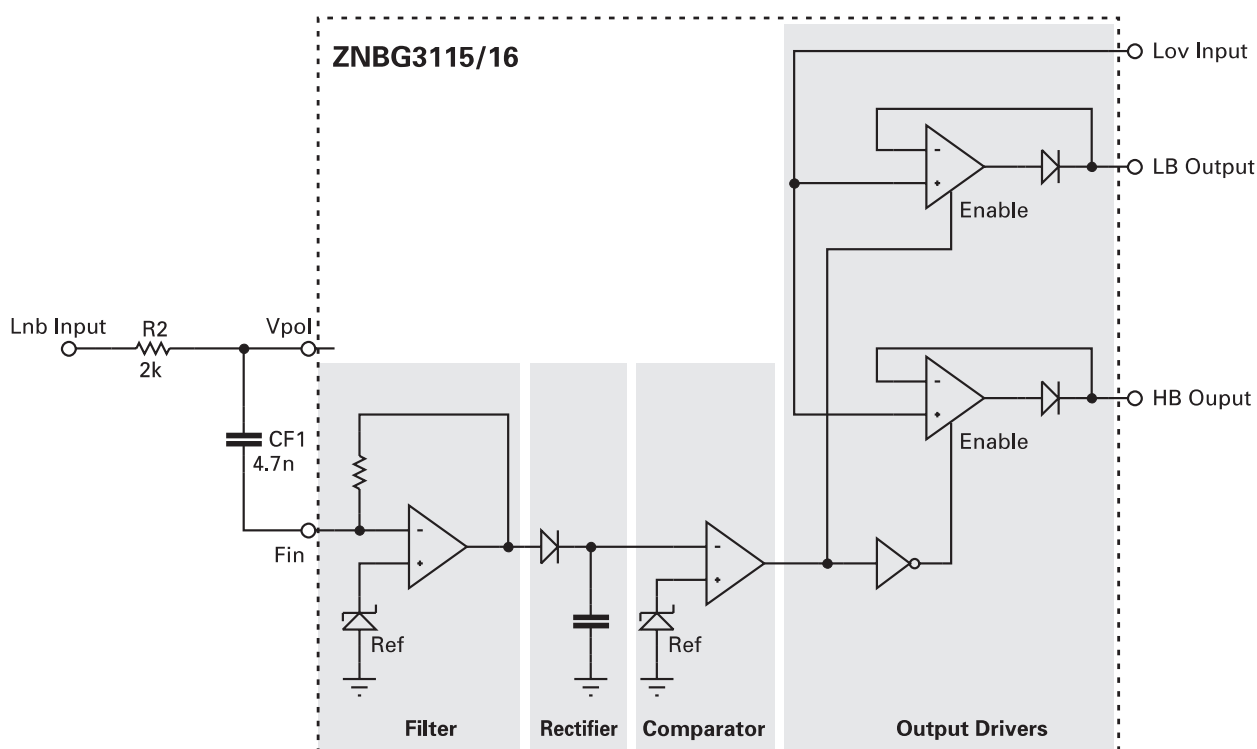 ZNBG3115/16
Lov Input
-
+
LB Output
Enable
Lnb Input
R2
2k
Vpol
-
+
HB Ouput
Enable
CF1
4.7n
Fin
-
+
Ref
-
+
Ref
Filter
Rectifier
Comparator
Output Drivers